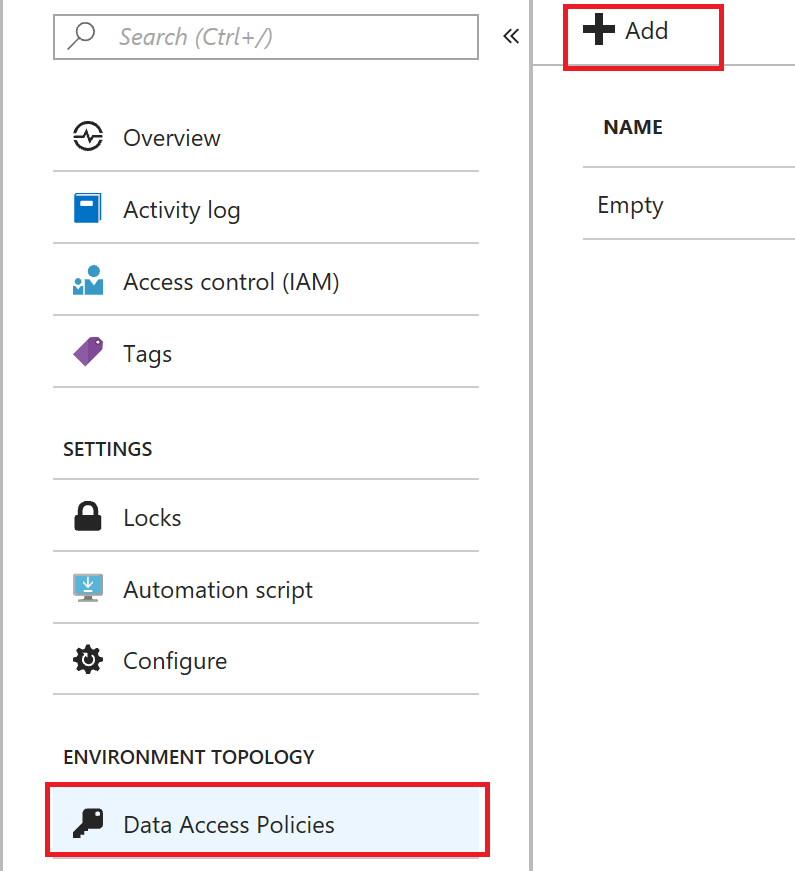 Search (Ctrl+/)
«
Overview
Activity log
Access control (IAM)
Tags
SETTINGS
Locks
Automation script
Configure
ENVIRONMENT TOPOLOGY
Data Access Policies
Add
NAME
Empty